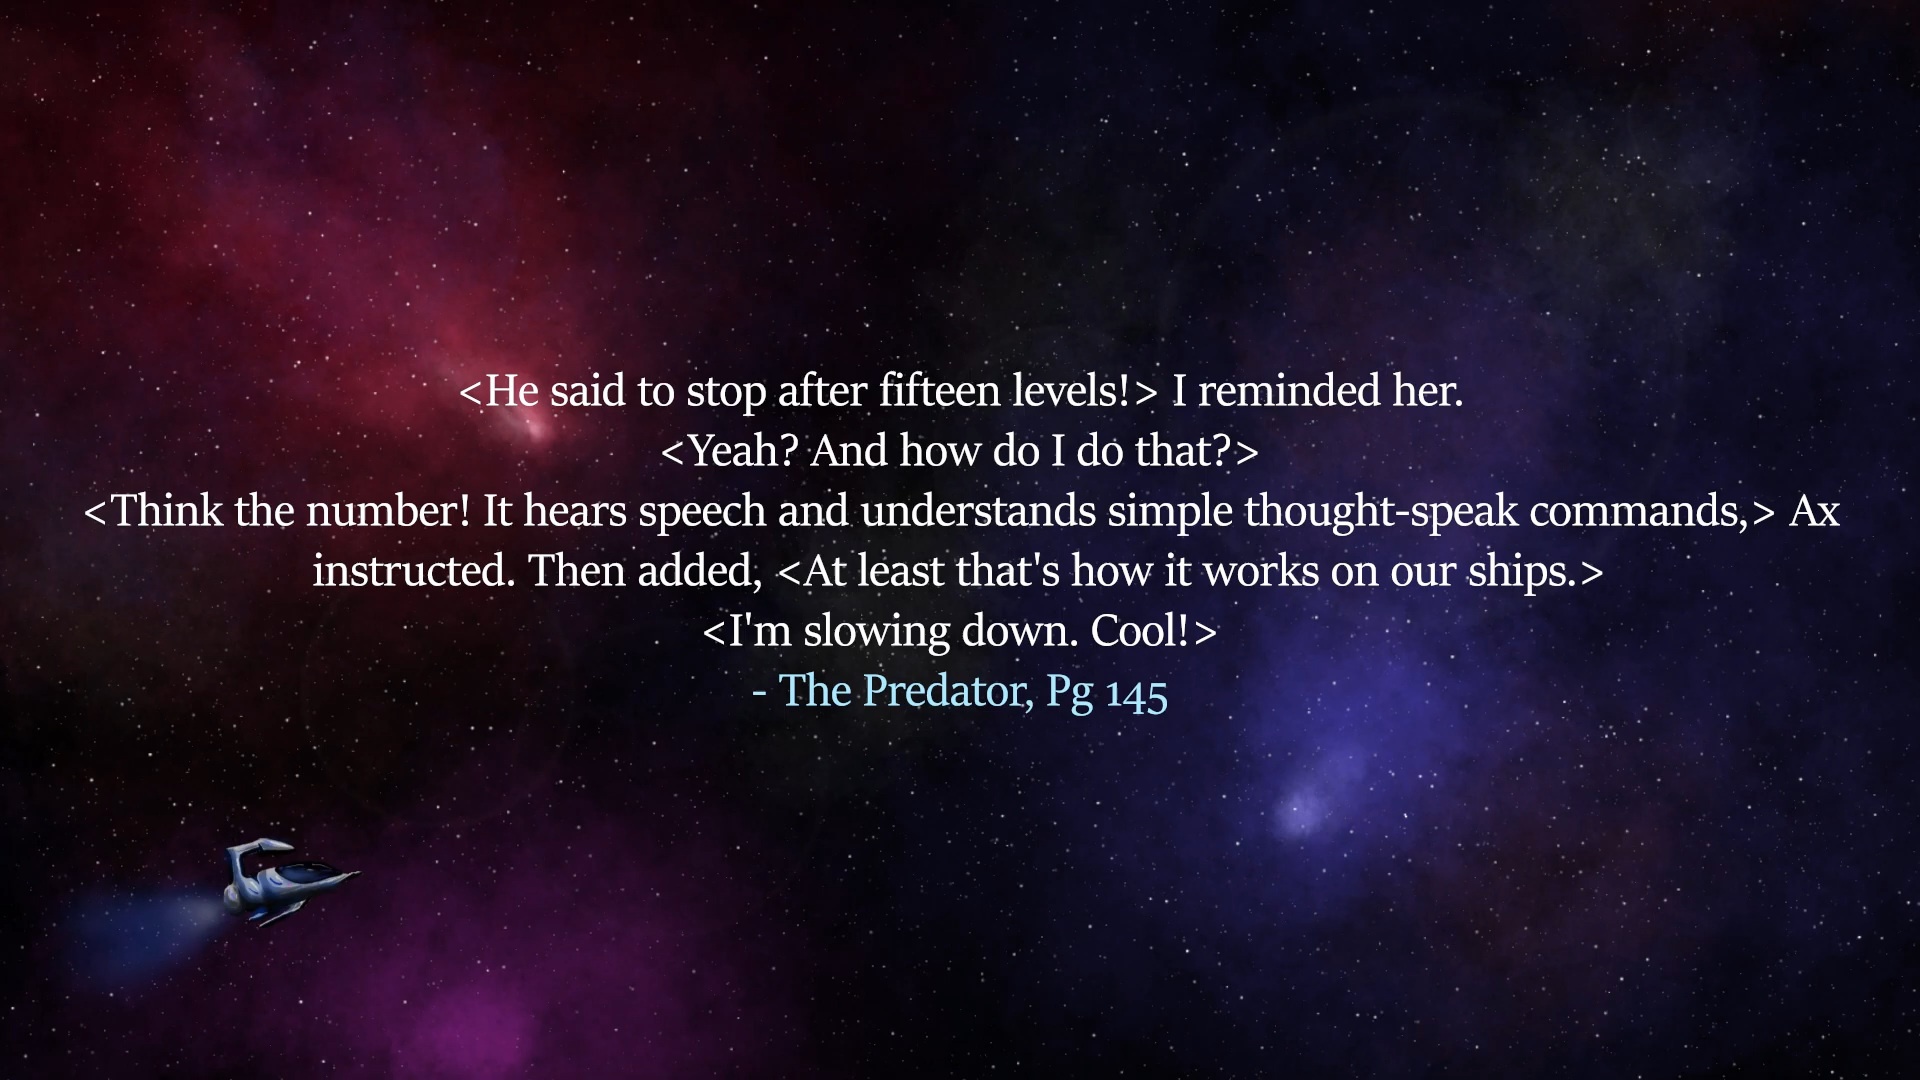 <He said to stop after fifteen levels!> I reminded her.
<Yeah? And how do I do that?>
<Think the number! It hears speech and understands simple thought-speak commands,> Ax
instructed. Then added, <At least that's how it works on our ships.>
<I'm slowing down. Cool!>
- The Predator, Pg 145